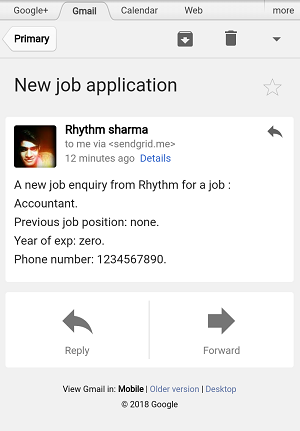 Google+ Gmail Calendar Web more
Primary
New job application
Rhythm sharma
to me via <sendgrid.me>
12 minutes ago Details
A new job enquiry from Rhythm for a job :
Accountant.
Previous job position: none.
Year of exp: zero.
Phone number: 1234567890.
Reply Forward
View Gmail in: Mobile | Older version | Desktop
© 2018 Google